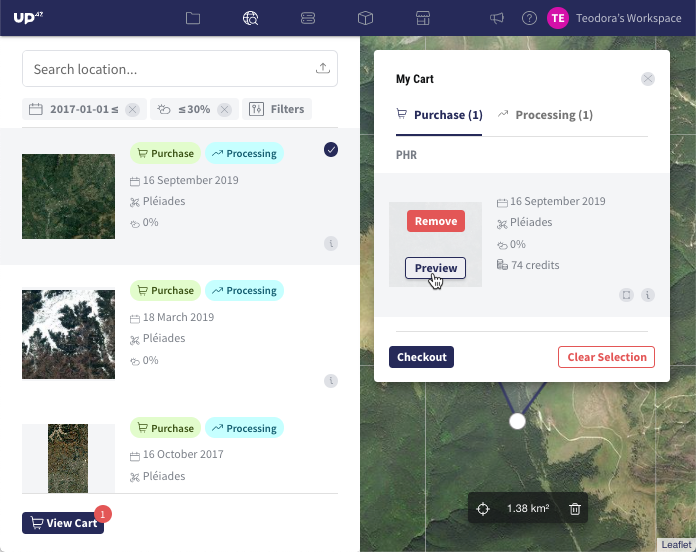 UP42
TE Teodora's Workspace
Search location...
2017-01-01 ≤ ≤ 30% Filters
Purchase Processing
16 September 2019
Pléiades
0%
i
Purchase Processing
18 March 2019
Pléiades
0%
i
Purchase Processing
16 October 2017
Pléiades
View Cart 1
My Cart
Purchase (1) Processing (1)
PHR
Remove
Preview
16 September 2019
Pléiades
0%
74 credits
i
Checkout Clear Selection
1.38 km²
Leaflet